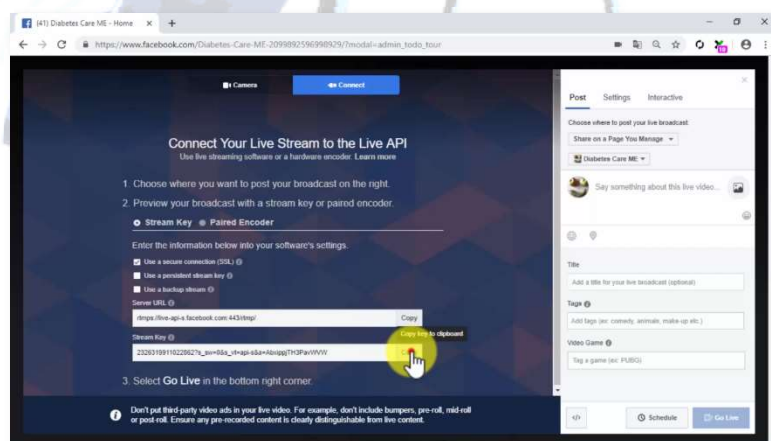 (41) Diabetes Care ME - Home
https://www.facebook.com/Diabetes-Care-ME-2099892596998929/?modal=admin_todo_tour
Camera
Connect
Connect Your Live Stream to the Live API
Use live streaming software or a hardware encoder. Learn more
1. Choose where you want to post your broadcast on the right.
2. Preview your broadcast with a stream key or paired encoder.
Stream Key Paired Encoder
Enter the information below into your software's settings.
Use a secure connection (SSL)
Use a persistent stream key
Use a backup stream
Server URL
rtmps://live-api-s.facebook.com:443/rtmp/
Copy
Copy key to clipboard
Stream Key
3. Select Go Live in the bottom right corner.
Don't put third-party video ads in your live video. For example, don't include bumpers, pre-roll, mid-roll
or post-roll. Ensure any pre-recorded content is clearly distinguishable from live content.
Post Settings Interactive
Choose where to post your live broadcast:
Share on a Page You Manage
Diabetes Care ME
Say something about this live video...
Title
Add a title for your live broadcast (optional)
Tags
Add tags (ex: comedy, animals, make-up etc.)
Video Game
Tag a game (ex: PUBG)
</> Schedule Go Live